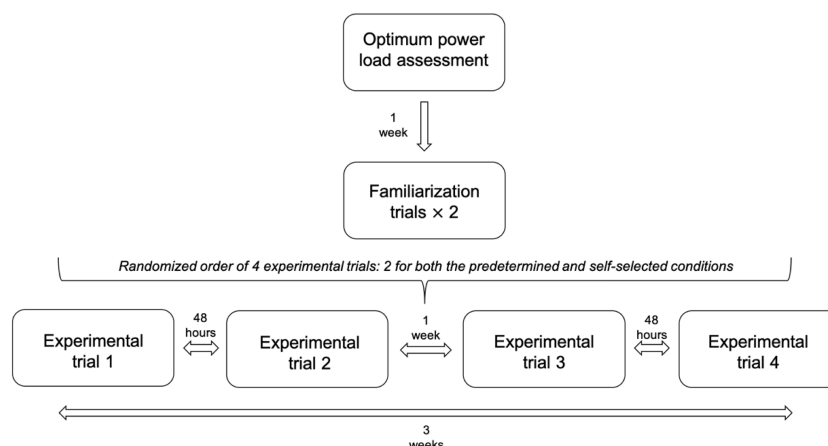 Optimum power
load assessment
1
week
Familiarization
trials × 2
Randomized order of 4 experimental trials: 2 for both the predetermined and self-selected conditions
48
hours
1
week
48
hours
Experimental
trial 1
Experimental
trial 2
Experimental
trial 3
Experimental
trial 4
3
weeks